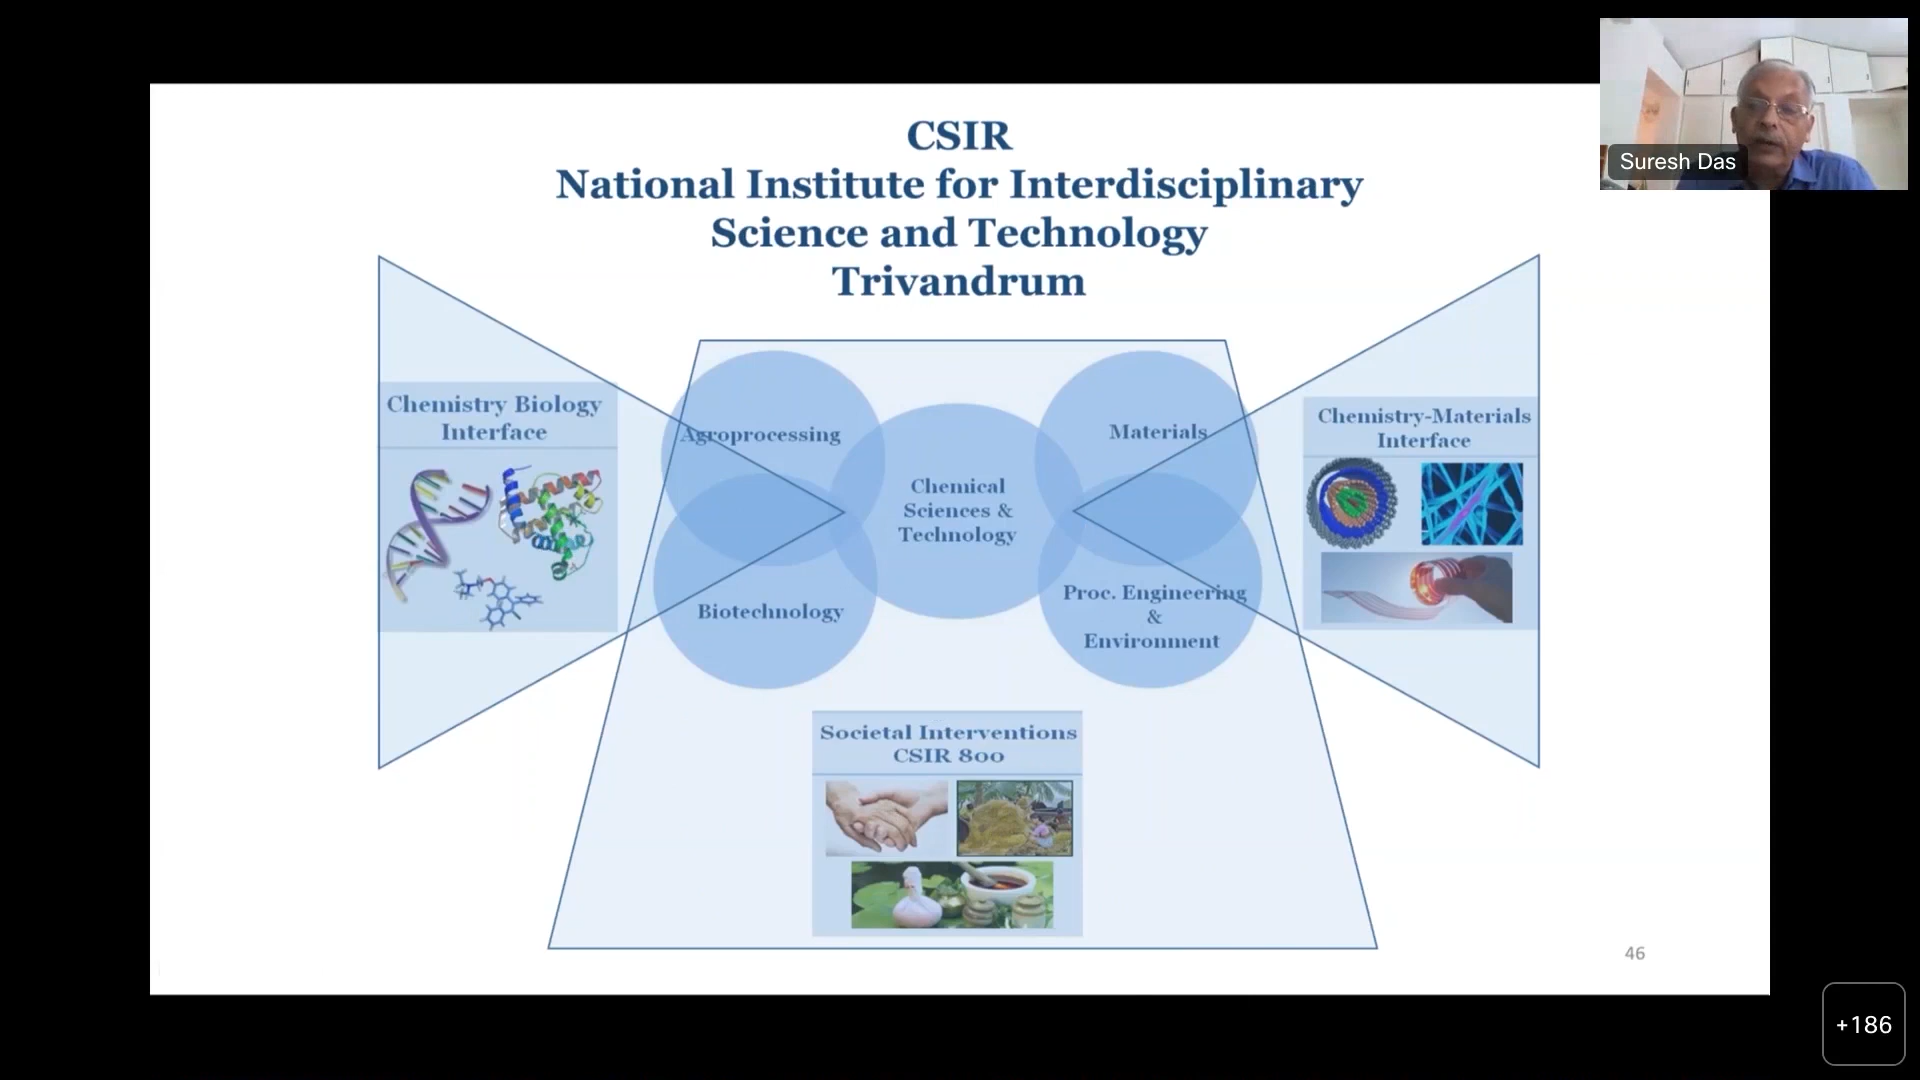 CSIR
National Institute for Interdisciplinary
Science and Technology
Trivandrum
Suresh Das
Chemistry Biology
Interface
Agroprocessing
Biotechnology
Chemical
Sciences &
Technology
Materials
Proc. Engineering
&
Environment
Chemistry-Materials
Interface
Societal Interventions
CSIR 800
46
+186